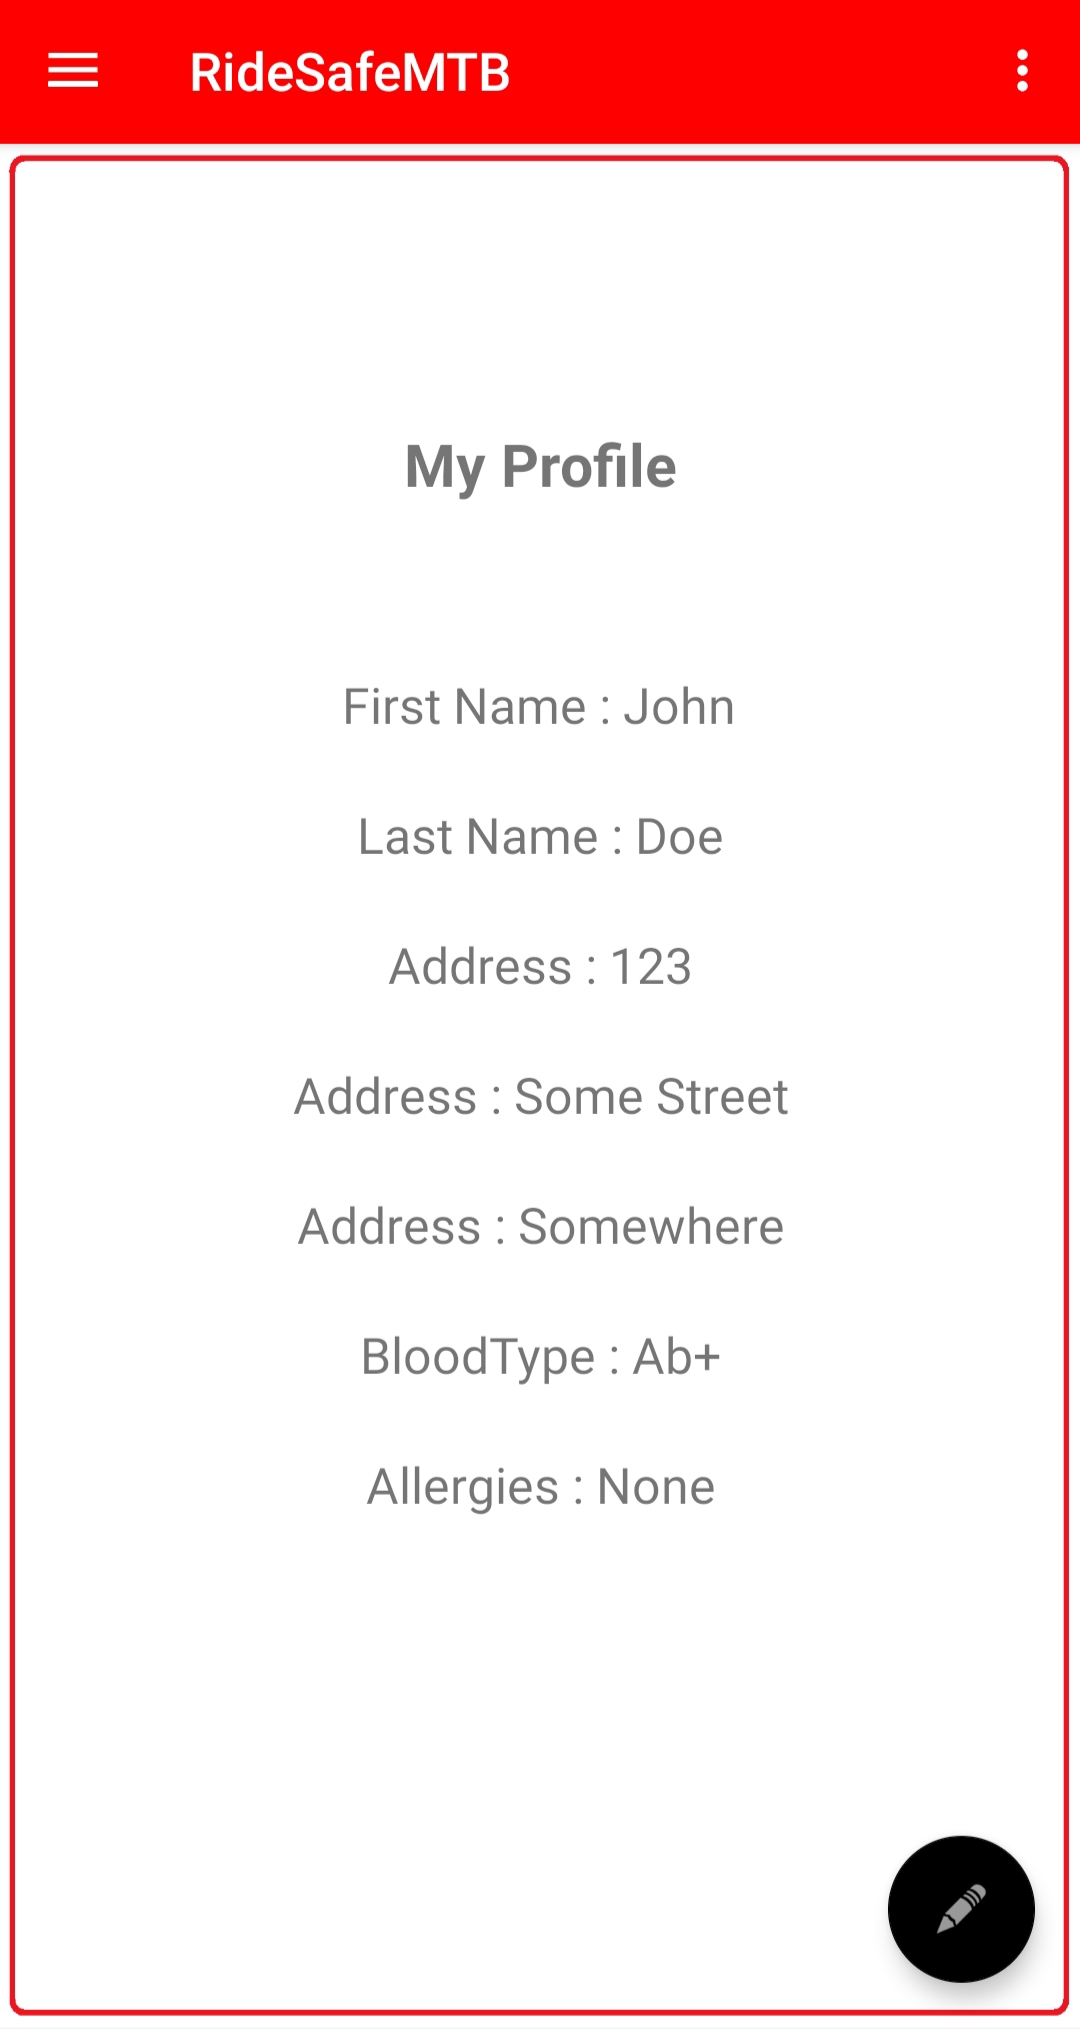 RideSafeMTB
My Profile
First Name : John
Last Name : Doe
Address : 123
Address : Some Street
Address : Somewhere
BloodType : Ab+
Allergies : None